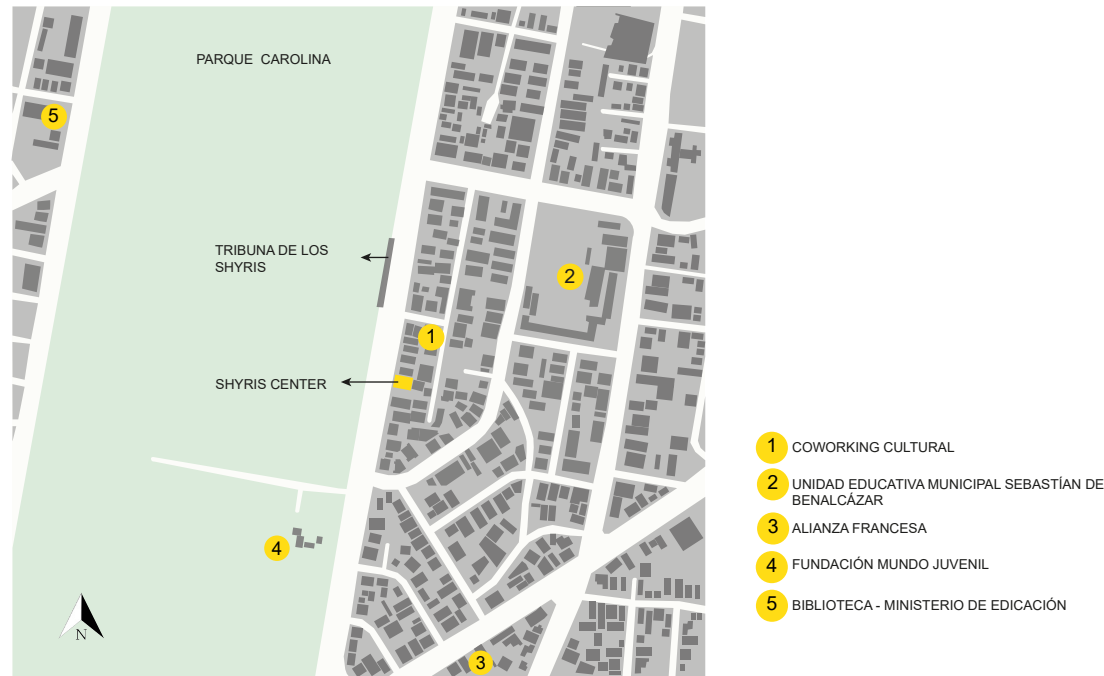 PARQUE CAROLINA
5
TRIBUNA DE LOS
SHYRIS
2
1
SHYRIS CENTER
4
3
N
1 COWORKING CULTURAL
2 UNIDAD EDUCATIVA MUNICIPAL SEBASTÍAN DE
BENALCÁZAR
3 ALIANZA FRANCESA
4 FUNDACIÓN MUNDO JUVENIL
5 BIBLIOTECA - MINISTERIO DE EDICACIÓN